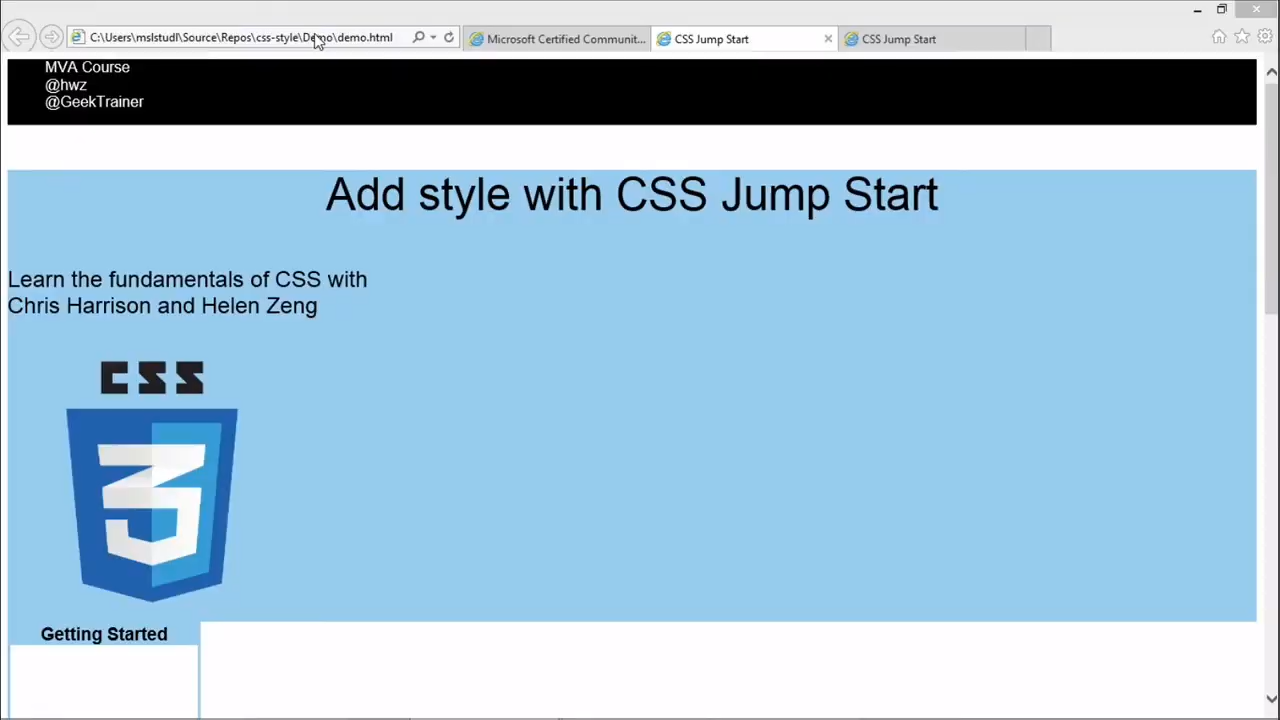 C:\Users\mslstudl\Source\Repos\css-style\Demo\demo.html
Microsoft Certified Communit...
CSS Jump Start
CSS Jump Start
MVA Course
@hwz
@GeekTrainer
Add style with CSS Jump Start
Learn the fundamentals of CSS with
Chris Harrison and Helen Zeng
CSS
3
Getting Started